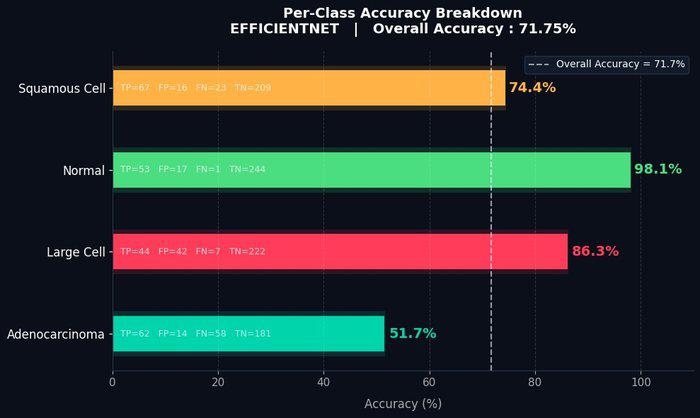 Per-Class Accuracy Breakdown
EFFICIENTNET | Overall Accuracy : 71.75%
Overall Accuracy = 71.7%
Squamous Cell
TP=67 FP=16 FN=23 TN=209
74.4%
Normal
TP=53 FP=17 FN=1 TN=244
98.1%
Large Cell
TP=44 FP=42 FN=7 TN=222
86.3%
Adenocarcinoma
TP=62 FP=14 FN=58 TN=181
51.7%
0 20 40 60 80 100
Accuracy (%)